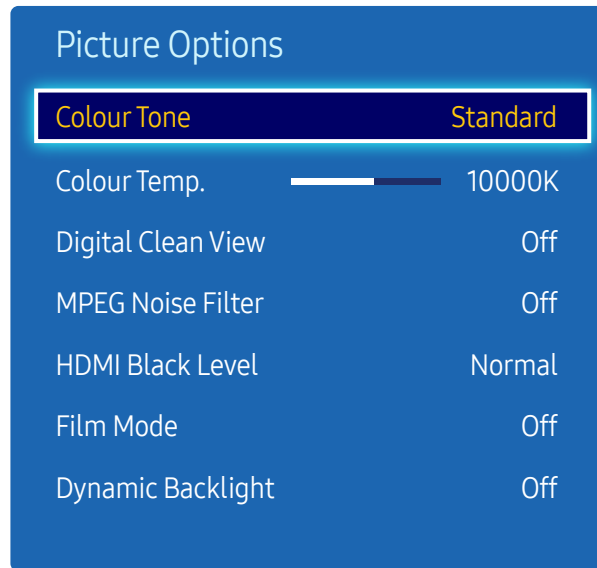 Picture Options
Colour Tone Standard
Colour Temp. 10000K
Digital Clean View Off
MPEG Noise Filter Off
HDMI Black Level Normal
Film Mode Off
Dynamic Backlight Off